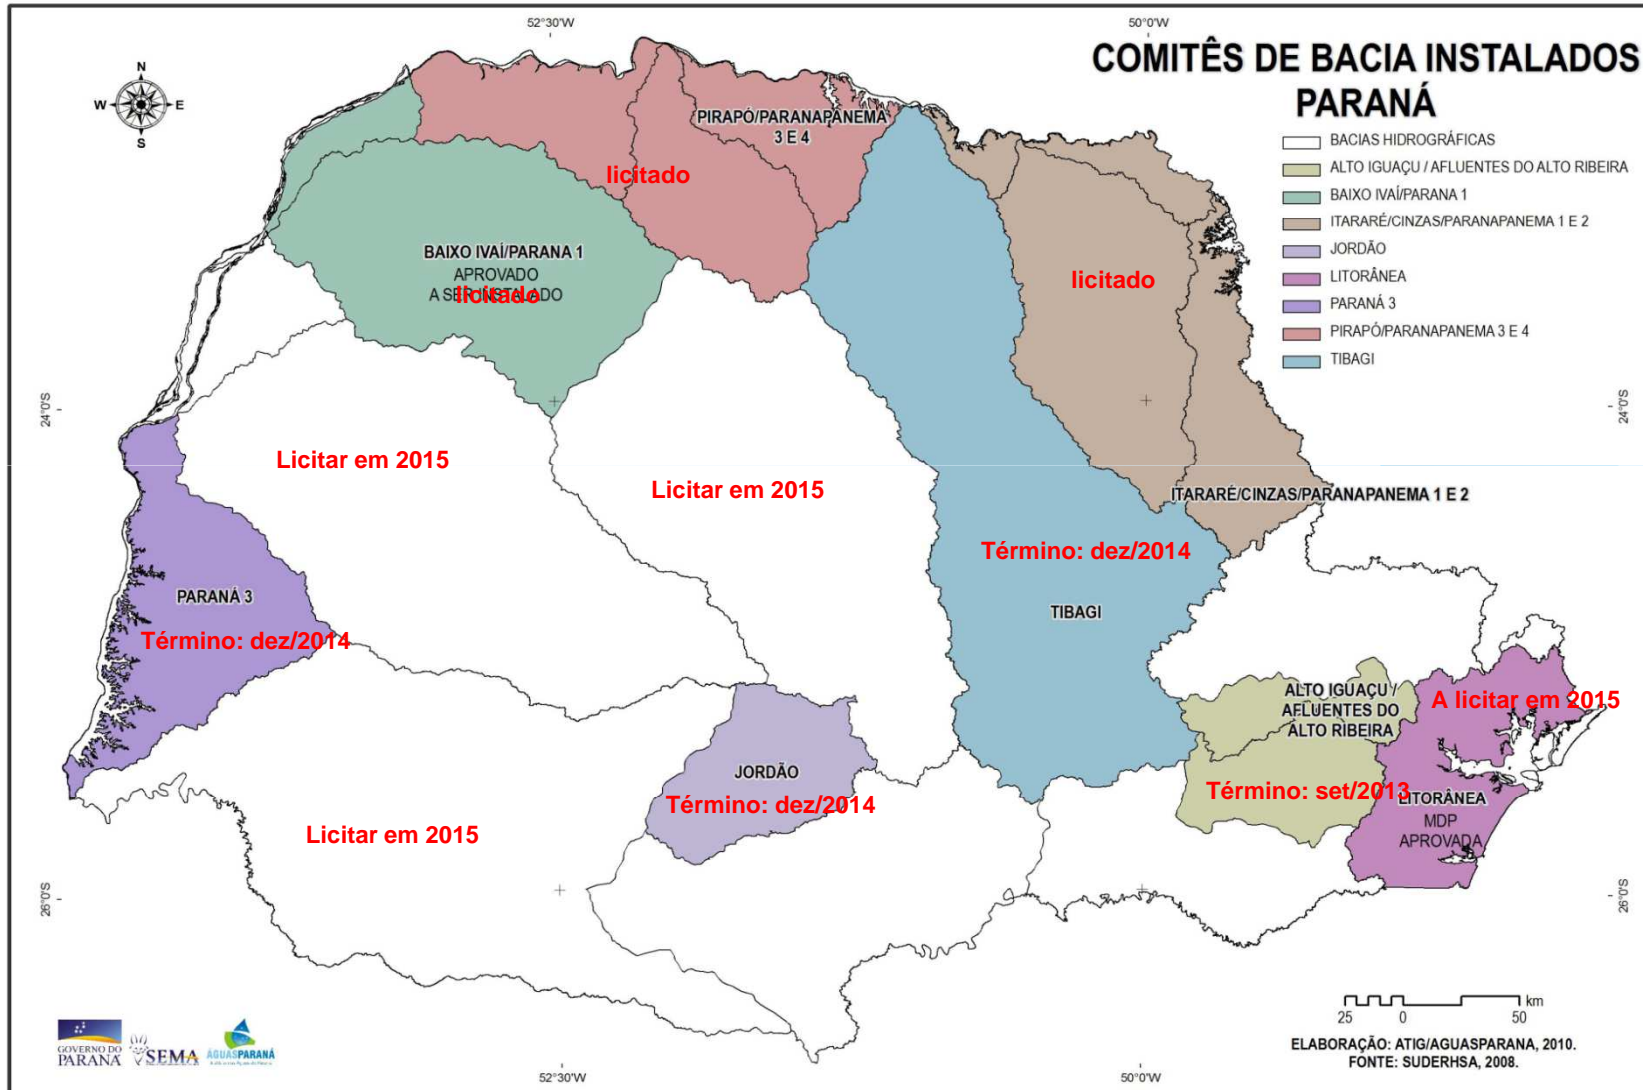 52°30'W
50°0'W
COMITÊS DE BACIA INSTALADOS
PARANÁ
N
W
E
S
BACIAS HIDROGRÁFICAS
ALTO IGUAÇU / AFLUENTES DO ALTO RIBEIRA
BAIXO IVAÍ/PARANA 1
ITARARÉ/CINZAS/PARANAPANEMA 1 E 2
JORDÃO
LITORÂNEA
PARANÁ 3
PIRAPÓ/PARANAPANEMA 3 E 4
TIBAGI
PIRAPÓ/PARANAPANEMA
3 E 4
licitado
BAIXO IVAÍ/PARANA 1
APROVADO
A SER INSTALADO
licitado
licitado
24°0'S
24°0'S
Licitar em 2015
Licitar em 2015
ITARARÉ/CINZAS/PARANAPANEMA 1 E 2
Término: dez/2014
TIBAGI
PARANÁ 3
Término: dez/2014
ALTO IGUAÇU /
AFLUENTES DO
ALTO RIBEIRA
A licitar em 2015
JORDÃO
Término: dez/2014
Término: set/2013
LITORÂNEA
MDP
APROVADA
Licitar em 2015
26°0'S
26°0'S
km
25 0 50
ELABORAÇÃO: ATIG/AGUASPARANA, 2010.
FONTE: SUDERHSA, 2008.
GOVERNO DO
PARANÁ
SEMA
ÁGUASPARANÁ
52°30'W
50°0'W